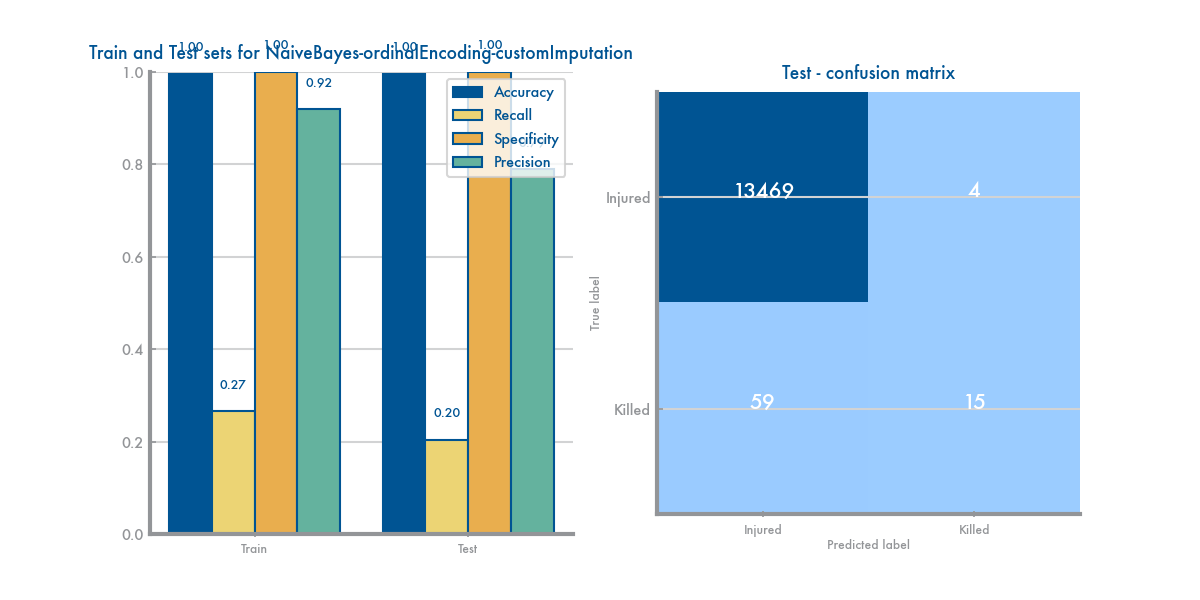 Train and Test sets for NaiveBayes-ordinalEncoding-customImputation
1.00
1.00
1.00
1.00
0.92
0.27
0.20
1.0
0.8
0.6
0.4
0.2
0.0
Accuracy
Recall
Specificity
Precision
Train
Test
Test - confusion matrix
True label
Injured
Killed
13469
4
59
15
Injured
Killed
Predicted label